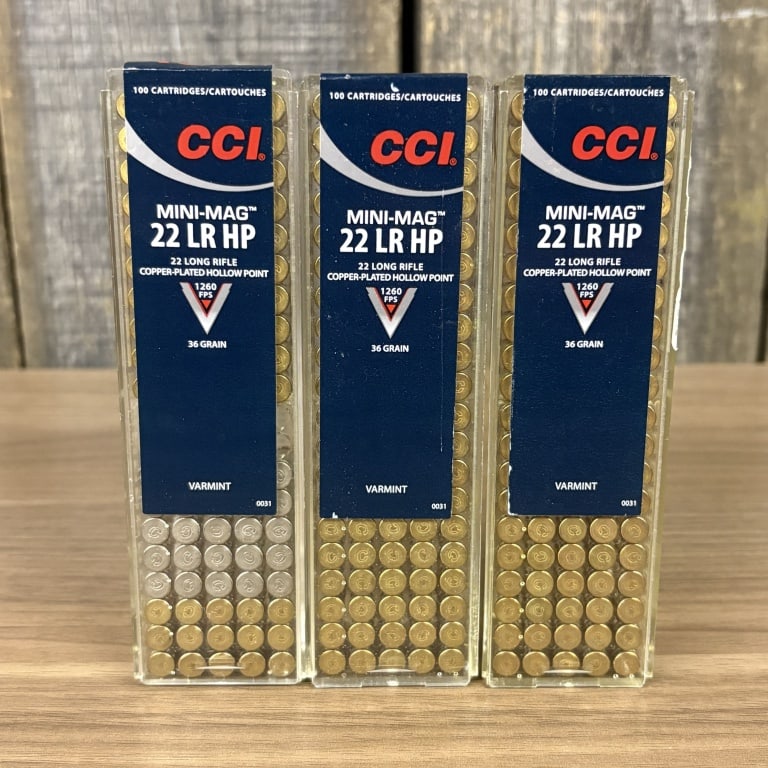 100 CARTRIDGES/CARTOUCHES
CCI®
MINI-MAG™
22 LR HP
22 LONG RIFLE
COPPER-PLATED HOLLOW POINT
1260
FPS
36 GRAIN
VARMINT
0031
100 CARTRIDGES/CARTOUCHES
CCI®
MINI-MAG™
22 LR HP
22 LONG RIFLE
COPPER-PLATED HOLLOW POINT
1260
FPS
36 GRAIN
VARMINT
0031
100 CARTRIDGES/CARTOUCHES
CCI®
MINI-MAG™
22 LR HP
22 LONG RIFLE
COPPER-PLATED HOLLOW POINT
1260
FPS
36 GRAIN
VARMINT
0031